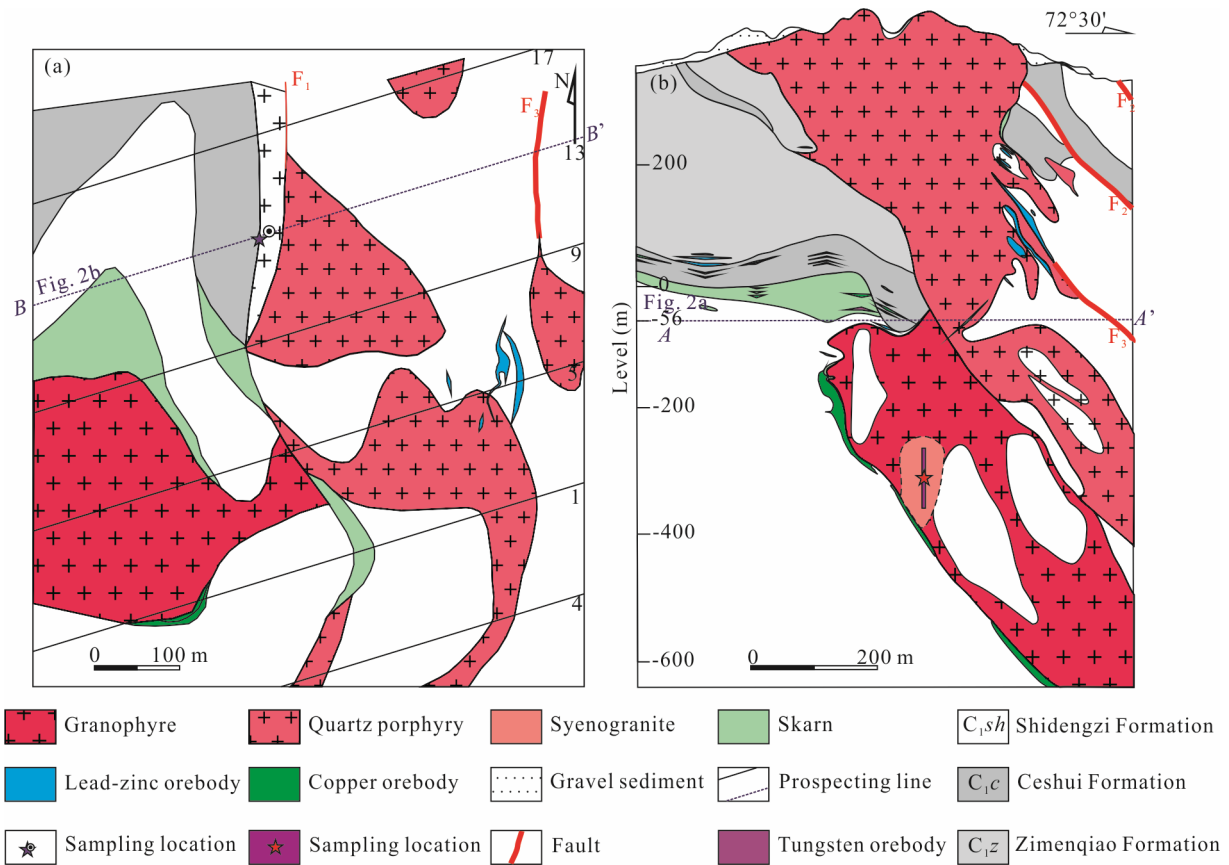 (a)
17
F₁
N
F₃
B’
13
9
Fig. 2b
B
5
1
4
0 100 m
72°30'
(b)
F₂
200
F₂
0
Fig. 2a
-56
A
A’
F₃
Level (m)
-200
-400
-600
0 200 m
Granophyre
Quartz porphyry
Syenogranite
Skarn
C₁sh Shidengzi Formation
Lead-zinc orebody
Copper orebody
Gravel sediment
Prospecting line
C₁c Ceshui Formation
Sampling location
Sampling location
Fault
Tungsten orebody
C₁z Zimenqiao Formation